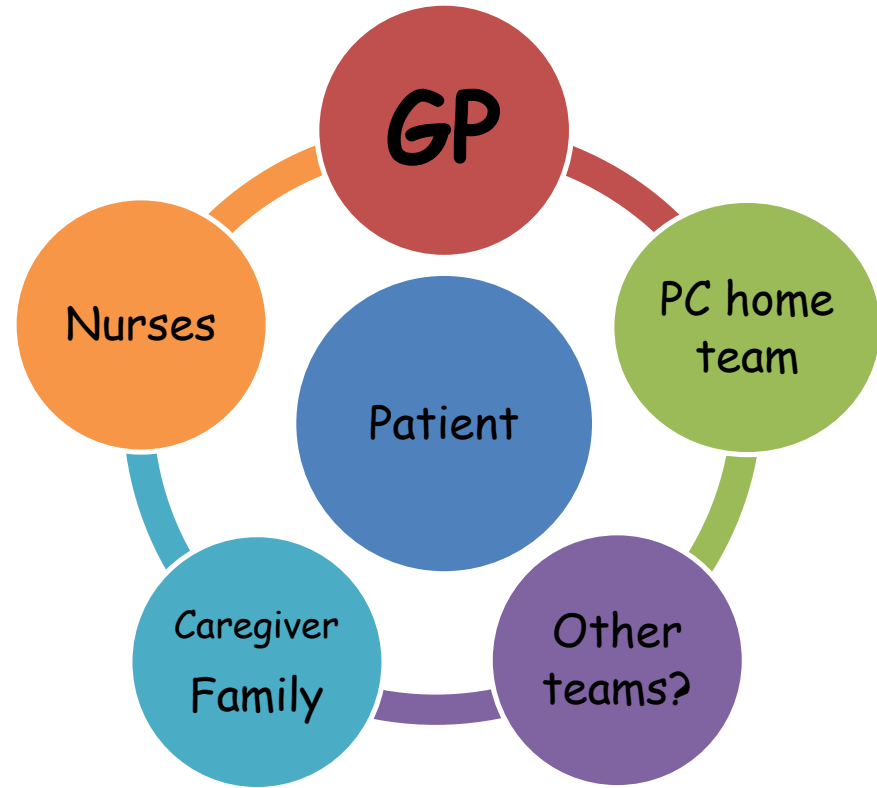 GP
PC home
team
Nurses
Patient
Caregiver
Family
Other
teams?